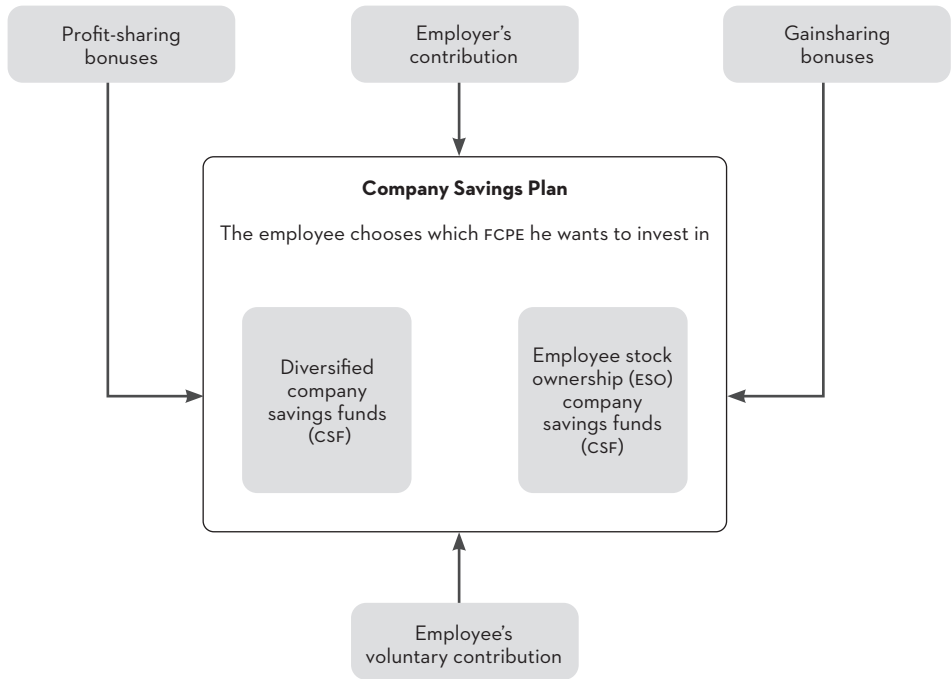 Profit-sharing
bonuses
Employer's
contribution
Gainsharing
bonuses
Company Savings Plan
The employee chooses which FCPE he wants to invest in
Diversified
company
savings funds
(CSF)
Employee stock
ownership (ESO)
company
savings funds
(CSF)
Employee's
voluntary contribution